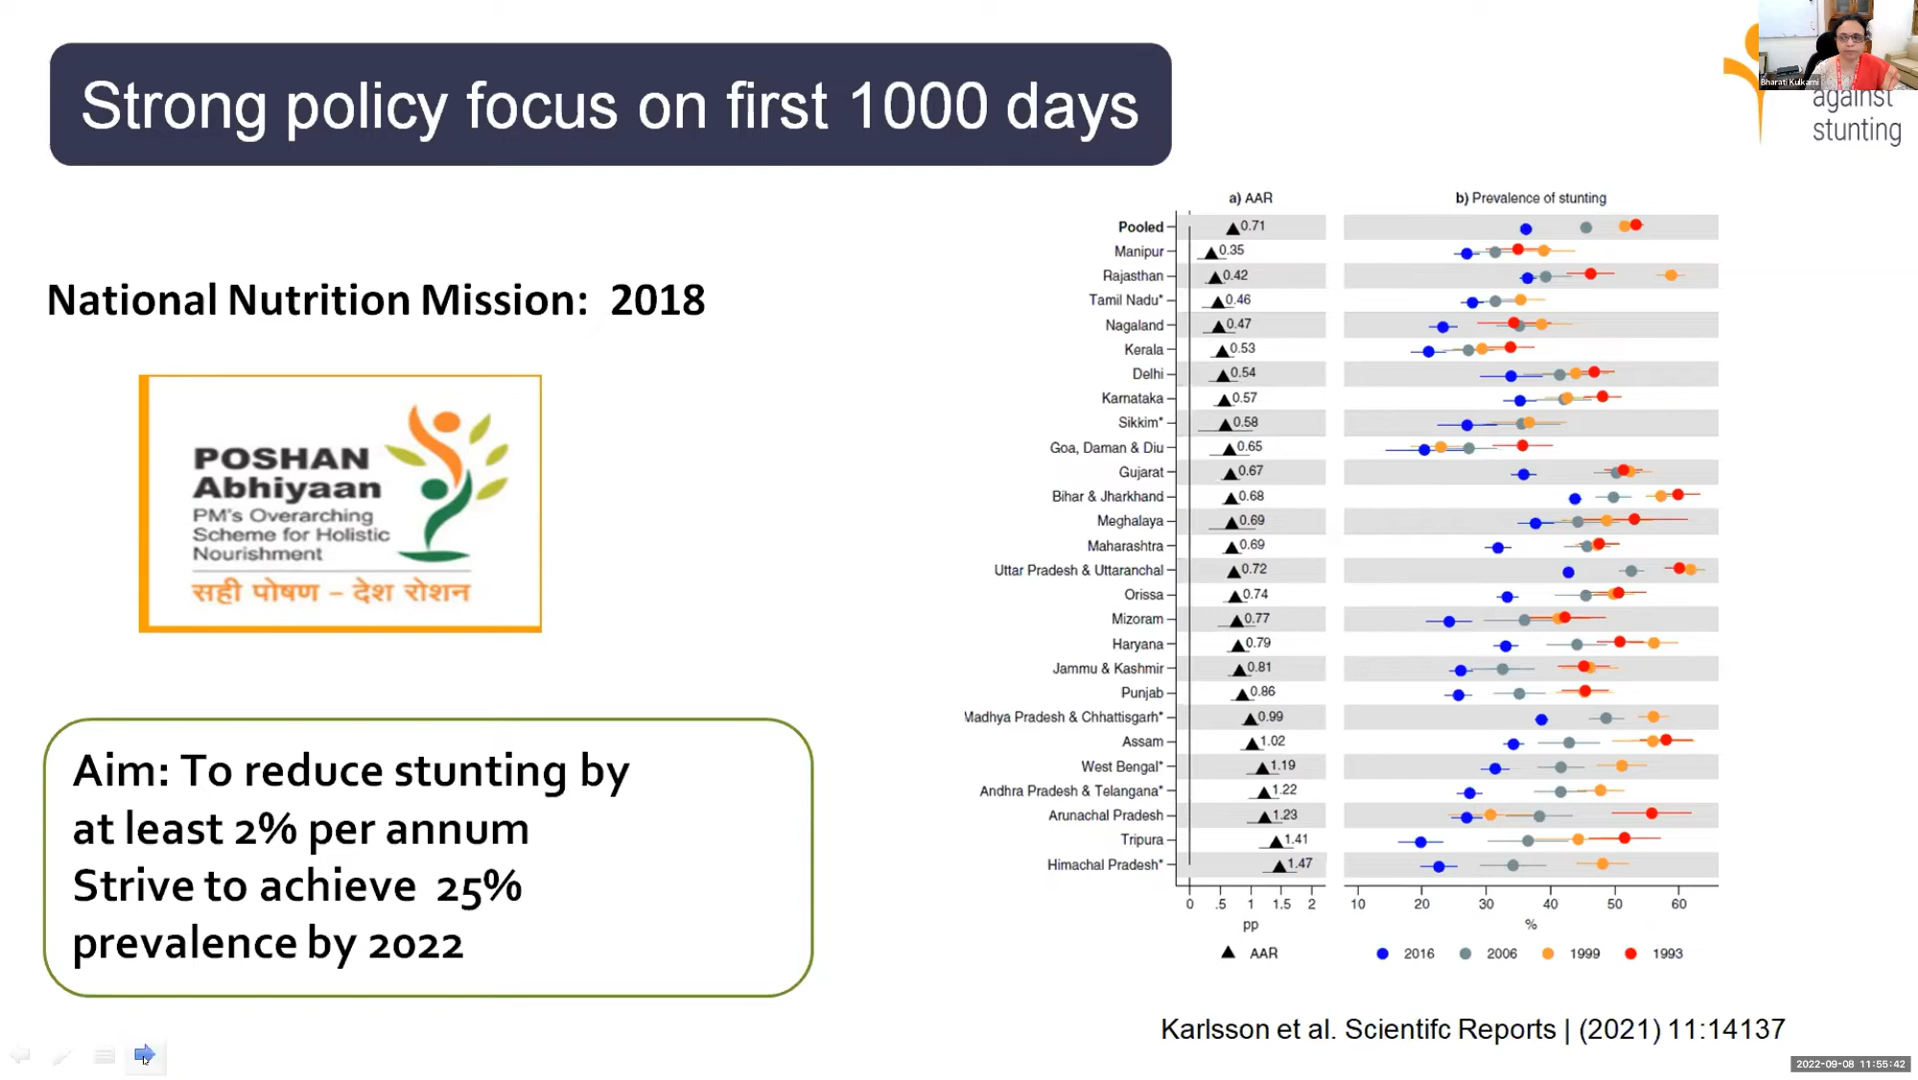 Strong policy focus on first 1000 days
Bharati Kulkarni
against
stunting
National Nutrition Mission: 2018
POSHAN
Abhiyaan
PM's Overarching
Scheme for Holistic
Nourishment
सही पोषण – देश रोशन
Aim: To reduce stunting by
at least 2% per annum
Strive to achieve 25%
prevalence by 2022
a) AAR b) Prevalence of stunting
Pooled 0.71
Manipur 0.35
Rajasthan 0.42
Tamil Nadu* 0.46
Nagaland 0.47
Kerala 0.53
Delhi 0.54
Karnataka 0.57
Sikkim* 0.58
Goa, Daman & Diu 0.65
Gujarat 0.67
Bihar & Jharkhand 0.68
Meghalaya 0.69
Maharashtra 0.69
Uttar Pradesh & Uttaranchal 0.72
Orissa 0.74
Mizoram 0.77
Haryana 0.79
Jammu & Kashmir 0.81
Punjab 0.86
Madhya Pradesh & Chhattisgarh* 0.99
Assam 1.02
West Bengal* 1.19
Andhra Pradesh & Telangana* 1.22
Arunachal Pradesh 1.23
Tripura 1.41
Himachal Pradesh* 1.47
0 .5 1 1.5 2 10 20 30 40 50 60
pp %
AAR 2016 2006 1999 1993
Karlsson et al. Scientifc Reports | (2021) 11:14137
2022-09-08 11:55:42